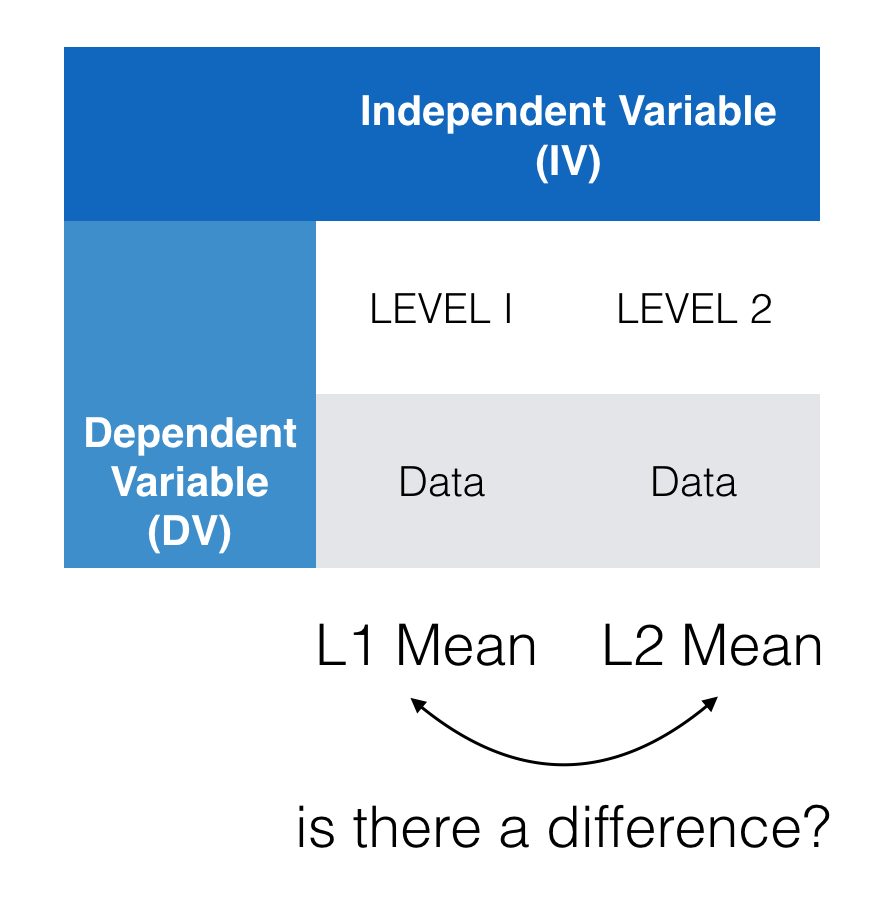 Independent Variable
(IV)
LEVEL I
LEVEL 2
Dependent
Variable
(DV)
Data
Data
L1 Mean
L2 Mean
is there a difference?